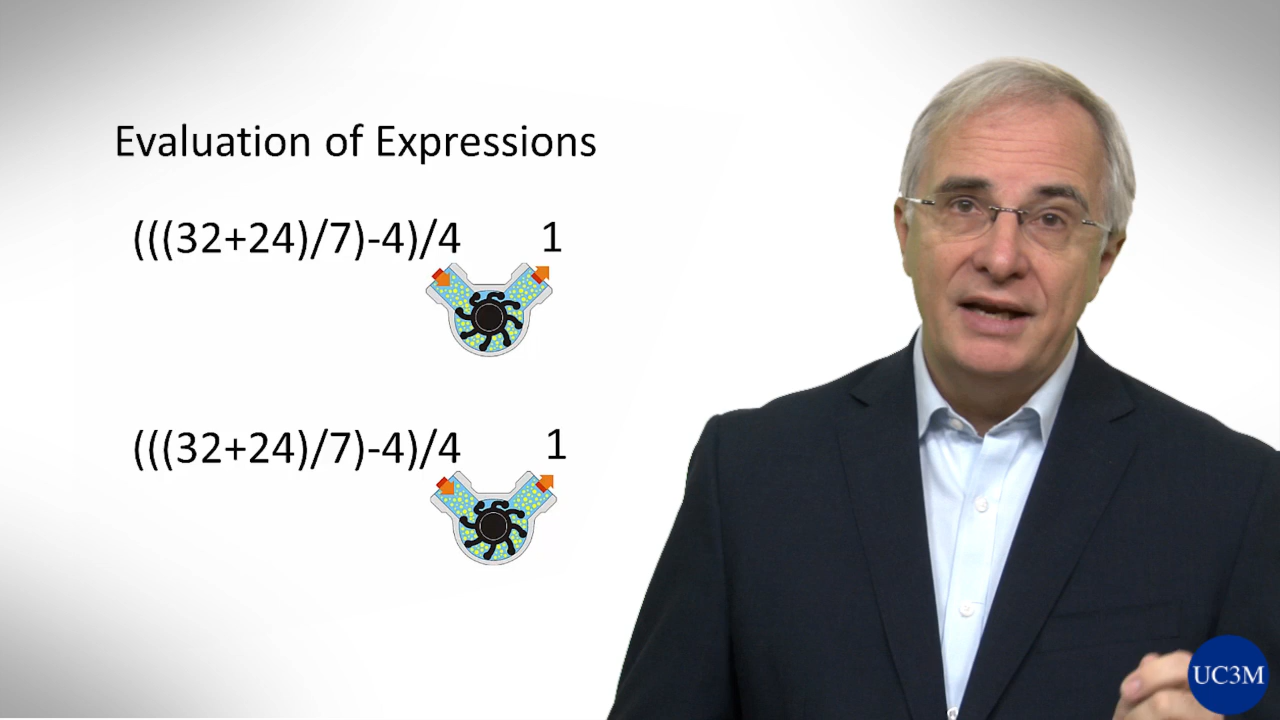 Evaluation of Expressions
(((32+24)/7)-4)/4 1
(((32+24)/7)-4)/4 1
UC3M